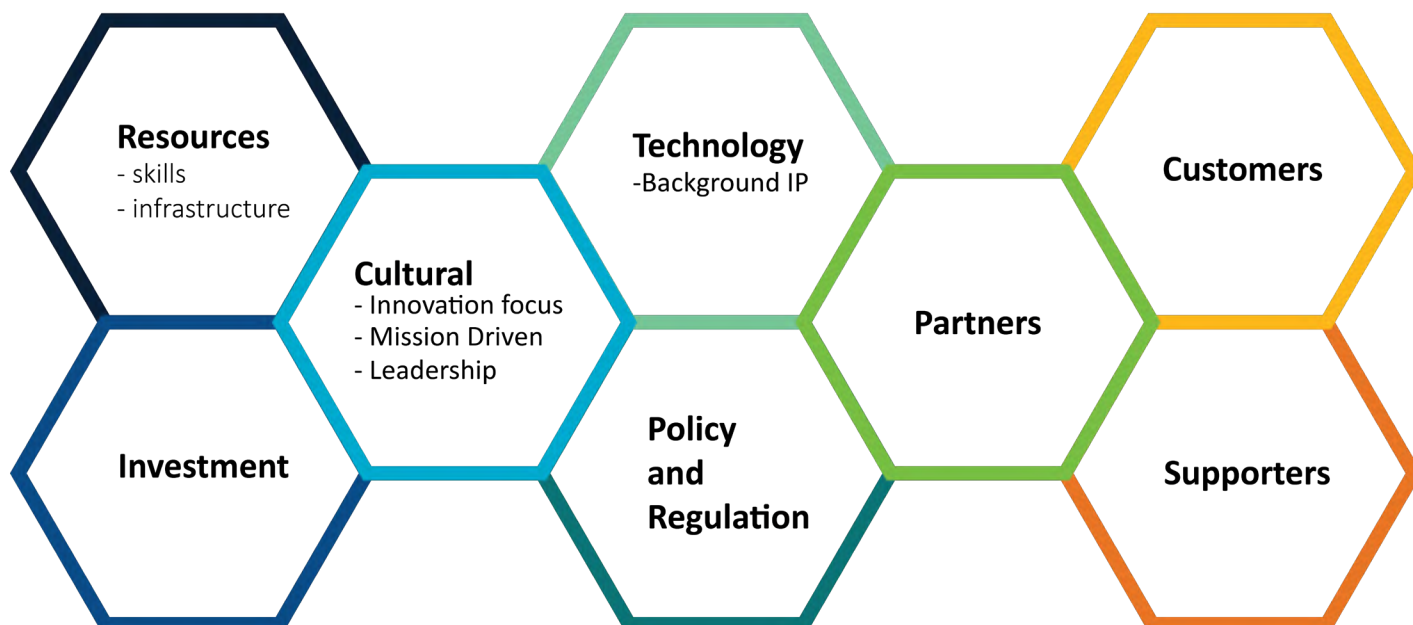 Resources
- skills
- infrastructure
Cultural
- Innovation focus
- Mission Driven
- Leadership
Investment
Technology
-Background IP
Policy
and
Regulation
Partners
Customers
Supporters